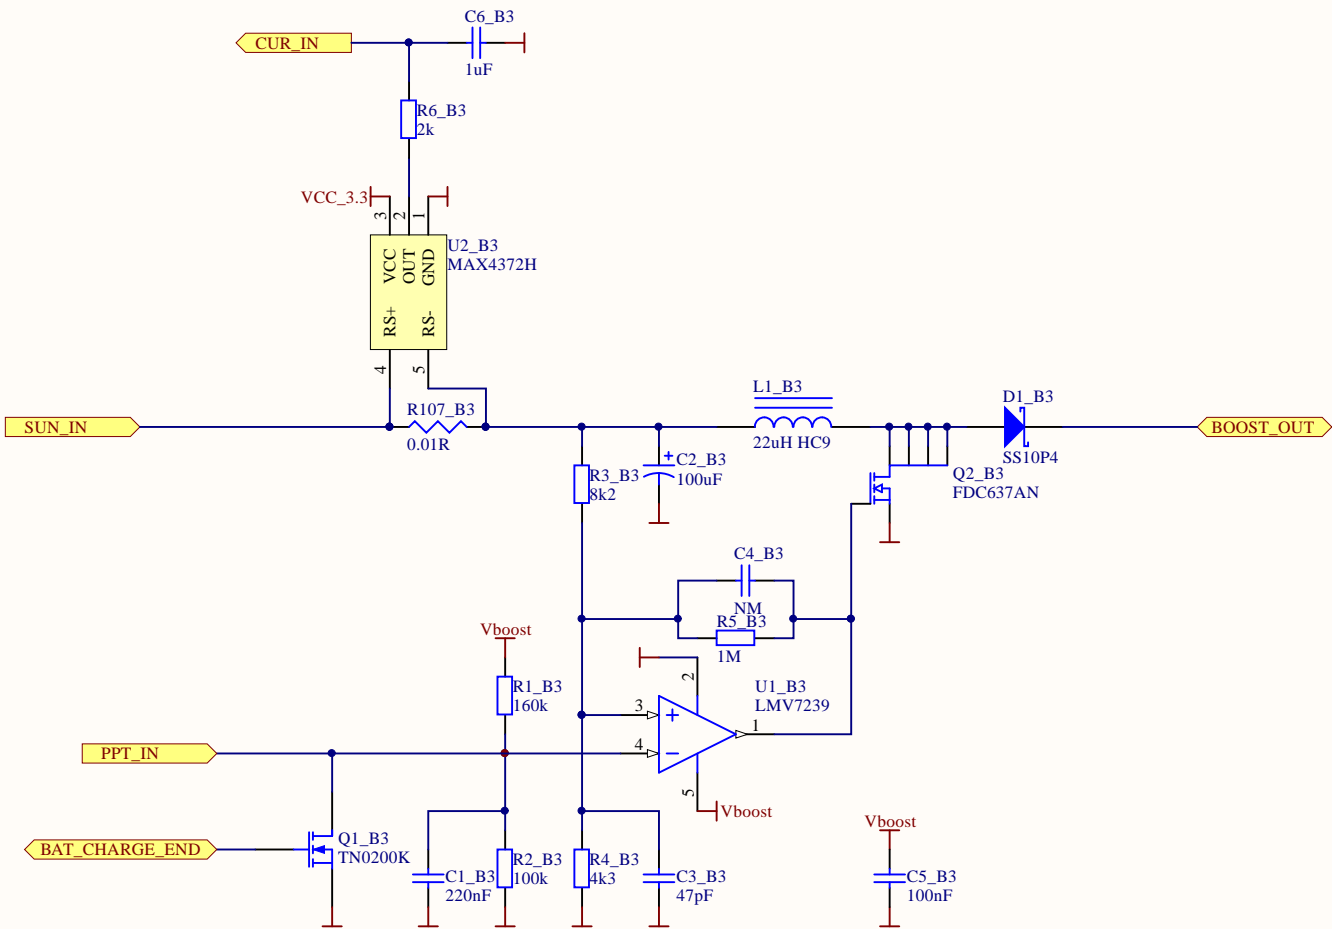 C6_B3
CUR_IN
1uF
R6_B3
2k
VCC_3.3
3
2
1
VCC
OUT
GND
RS+
RS-
U2_B3
MAX4372H
4
5
SUN_IN
R107_B3
0.01R
L1_B3
22uH HC9
D1_B3
SS10P4
BOOST_OUT
R3_B3
8k2
C2_B3
100uF
Q2_B3
FDC637AN
C4_B3
NM
R5_B3
1M
Vboost
R1_B3
160k
2
U1_B3
LMV7239
3
4
1
5
Vboost
PPT_IN
BAT_CHARGE_END
Q1_B3
TN0200K
C1_B3
220nF
R2_B3
100k
R4_B3
4k3
C3_B3
47pF
Vboost
C5_B3
100nF